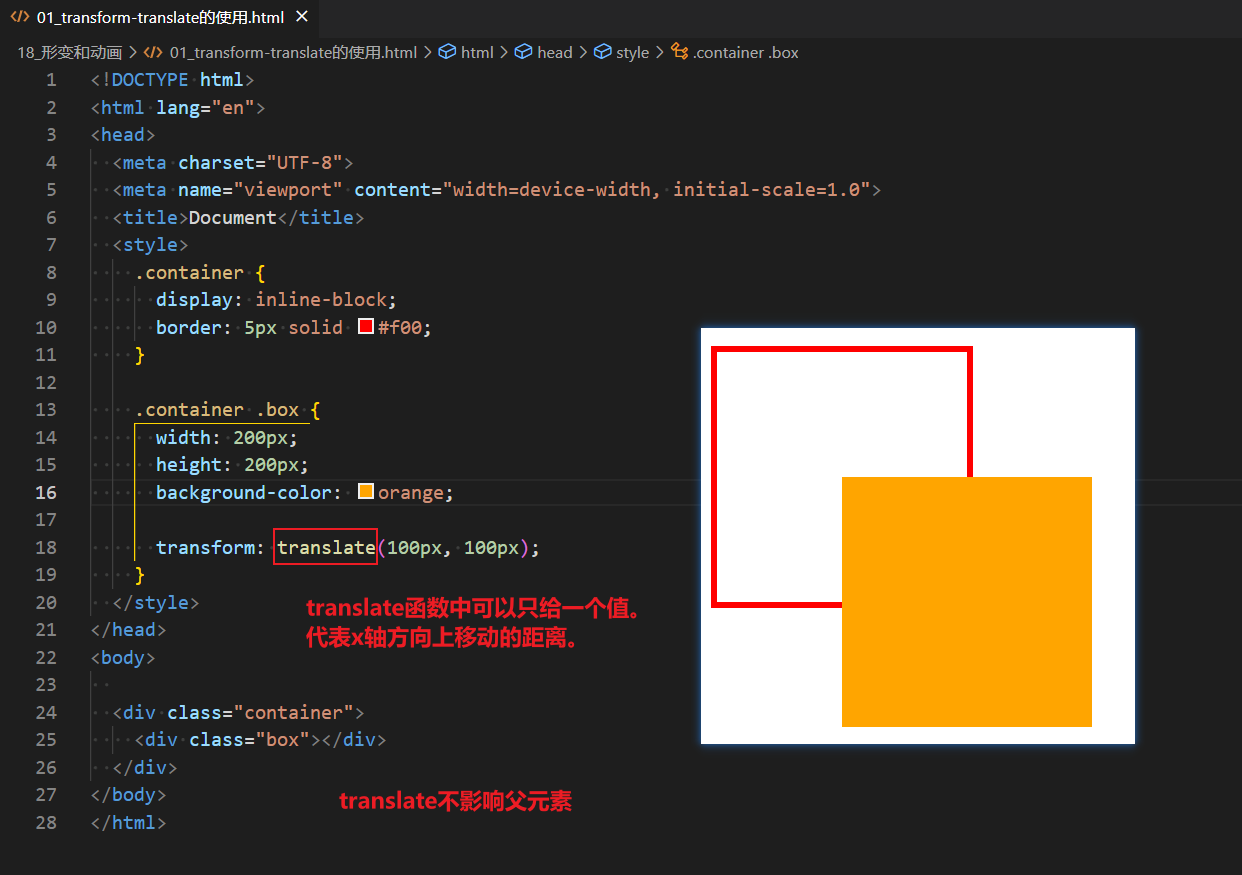 01_transform-translate的使用.html
18_形变和动画 > 01_transform-translate的使用.html > html > head > style > .container .box
1 <!DOCTYPE html>
2 <html lang="en">
3 <head>
4 <meta charset="UTF-8">
5 <meta name="viewport" content="width=device-width, initial-scale=1.0">
6 <title>Document</title>
7 <style>
8 .container {
9 display: inline-block;
10 border: 5px solid #f00;
11 }
12
13 .container .box {
14 width: 200px;
15 height: 200px;
16 background-color: orange;
17
18 transform: translate(100px, 100px);
19 }
20 </style>
translate函数中可以只给一个值。
21 </head>
代表x轴方向上移动的距离。
22 <body>
23
24 <div class="container">
25 <div class="box"></div>
26 </div>
27 </body>
translate不影响父元素
28 </html>